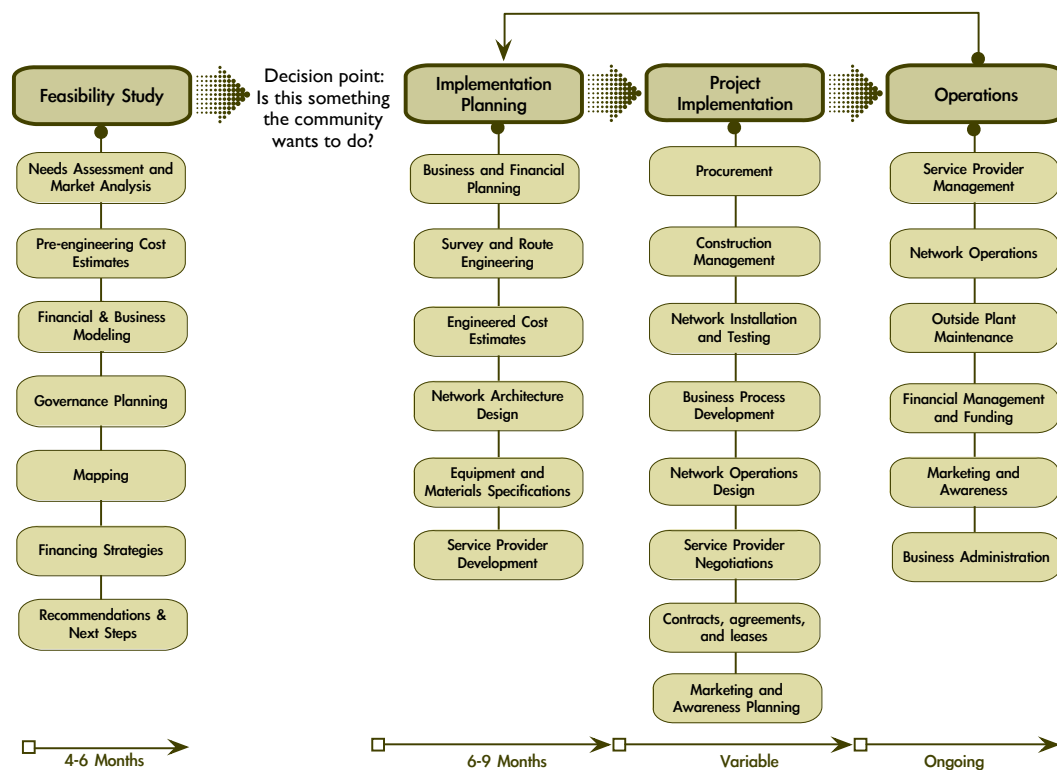 Feasibility Study
Needs Assessment and
Market Analysis
Pre-engineering Cost
Estimates
Financial & Business
Modeling
Governance Planning
Mapping
Financing Strategies
Recommendations &
Next Steps
4-6 Months
Decision point:
Is this something
the community
wants to do?
Implementation
Planning
Business and Financial
Planning
Survey and Route
Engineering
Engineered Cost
Estimates
Network Architecture
Design
Equipment and
Materials Specifications
Service Provider
Development
6-9 Months
Project
Implementation
Procurement
Construction
Management
Network Installation
and Testing
Business Process
Development
Network Operations
Design
Service Provider
Negotiations
Contracts, agreements,
and leases
Marketing and
Awareness Planning
Variable
Operations
Service Provider
Management
Network Operations
Outside Plant
Maintenance
Financial Management
and Funding
Marketing and
Awareness
Business Administration
Ongoing